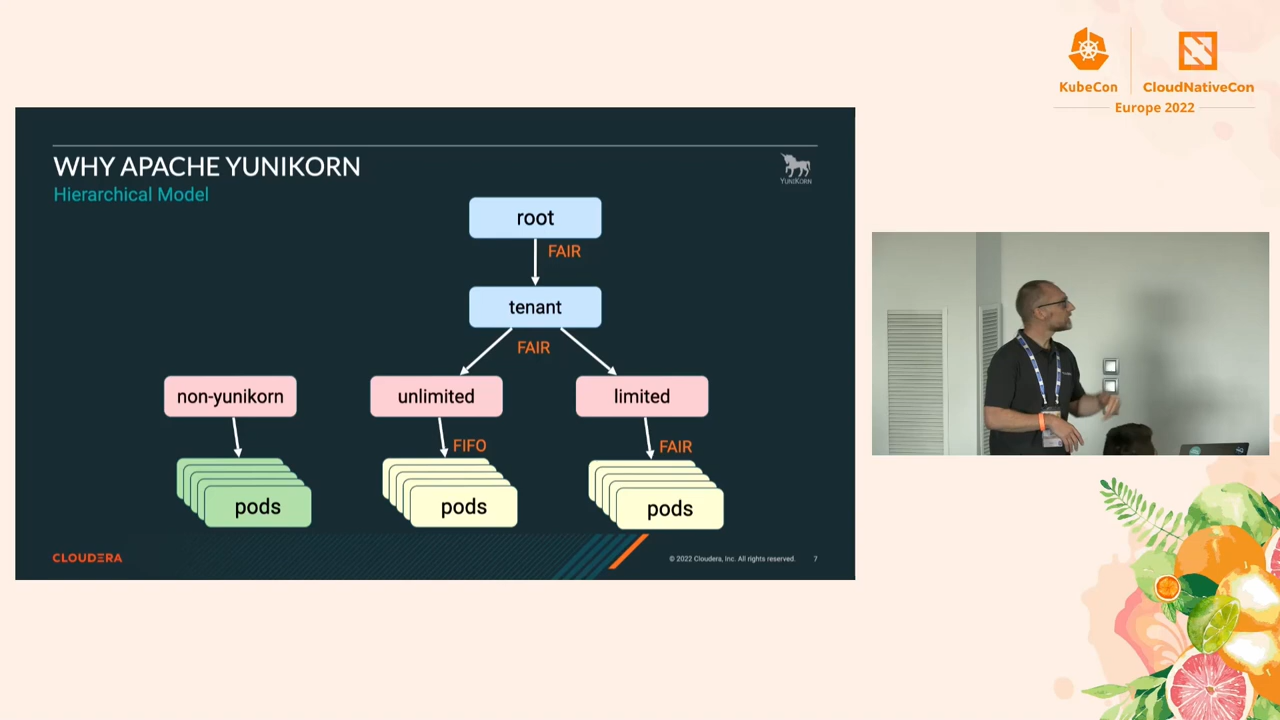 KubeCon
CloudNativeCon
Europe 2022
WHY APACHE YUNIKORN
Hierarchical Model
YUNIKORN
root
FAIR
tenant
FAIR
non-yunikorn
unlimited
limited
FIFO
FAIR
pods
pods
pods
CLOUDERA
© 2022 Cloudera, Inc. All rights reserved.
7